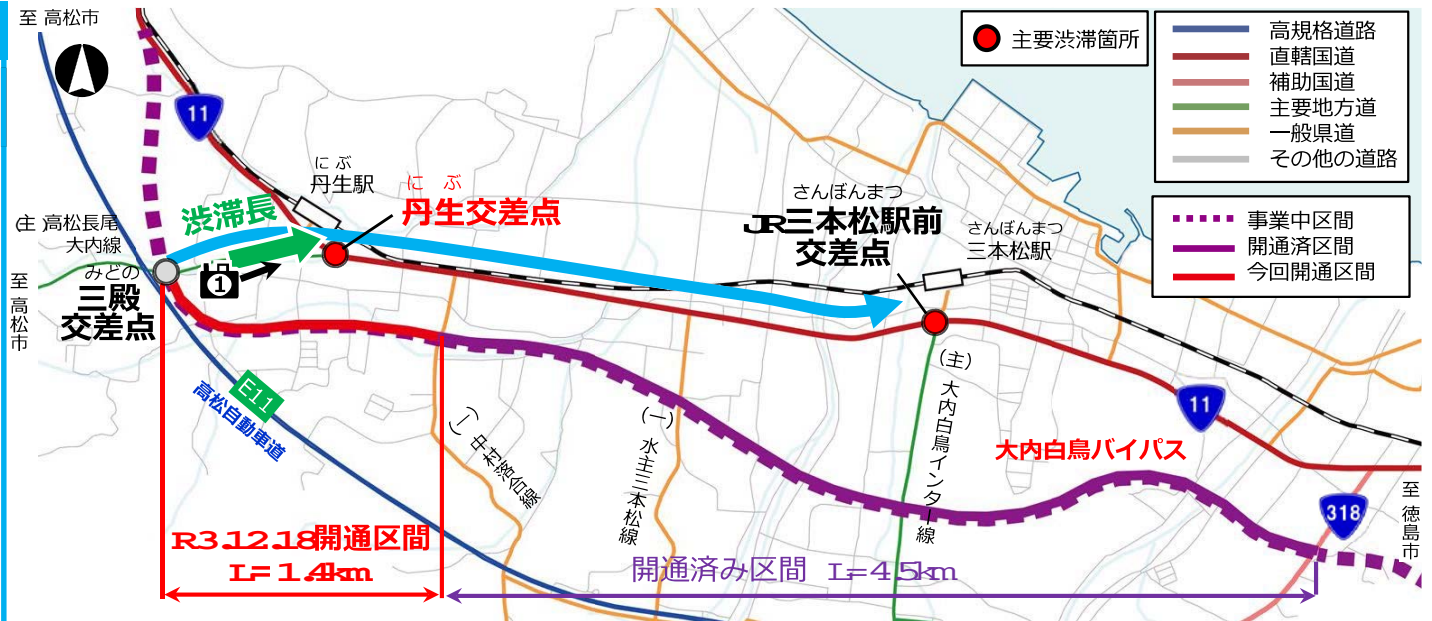 至 高松市
11
主要渋滞箇所
高規格道路
直轄国道
補助国道
主要地方道
一般県道
その他の道路
事業中区間
開通済区間
今回開通区間
にぶ
丹生駅
にぶ
丹生交差点
渋滞長
さんぼんまつ
JR三本松駅前
交差点
さんぼんまつ
三本松駅
(主) 高松長尾
大内線
みどの
三殿
交差点
1
至 高松市
E11
高松自動車道
(一) 中村落合線
(一) 水主三本松線
(主) 大内白鳥インター線
11
大内白鳥バイパス
318
至 徳島市
R3.12.18開通区間
L=1.4km
開通済み区間 L=4.5km